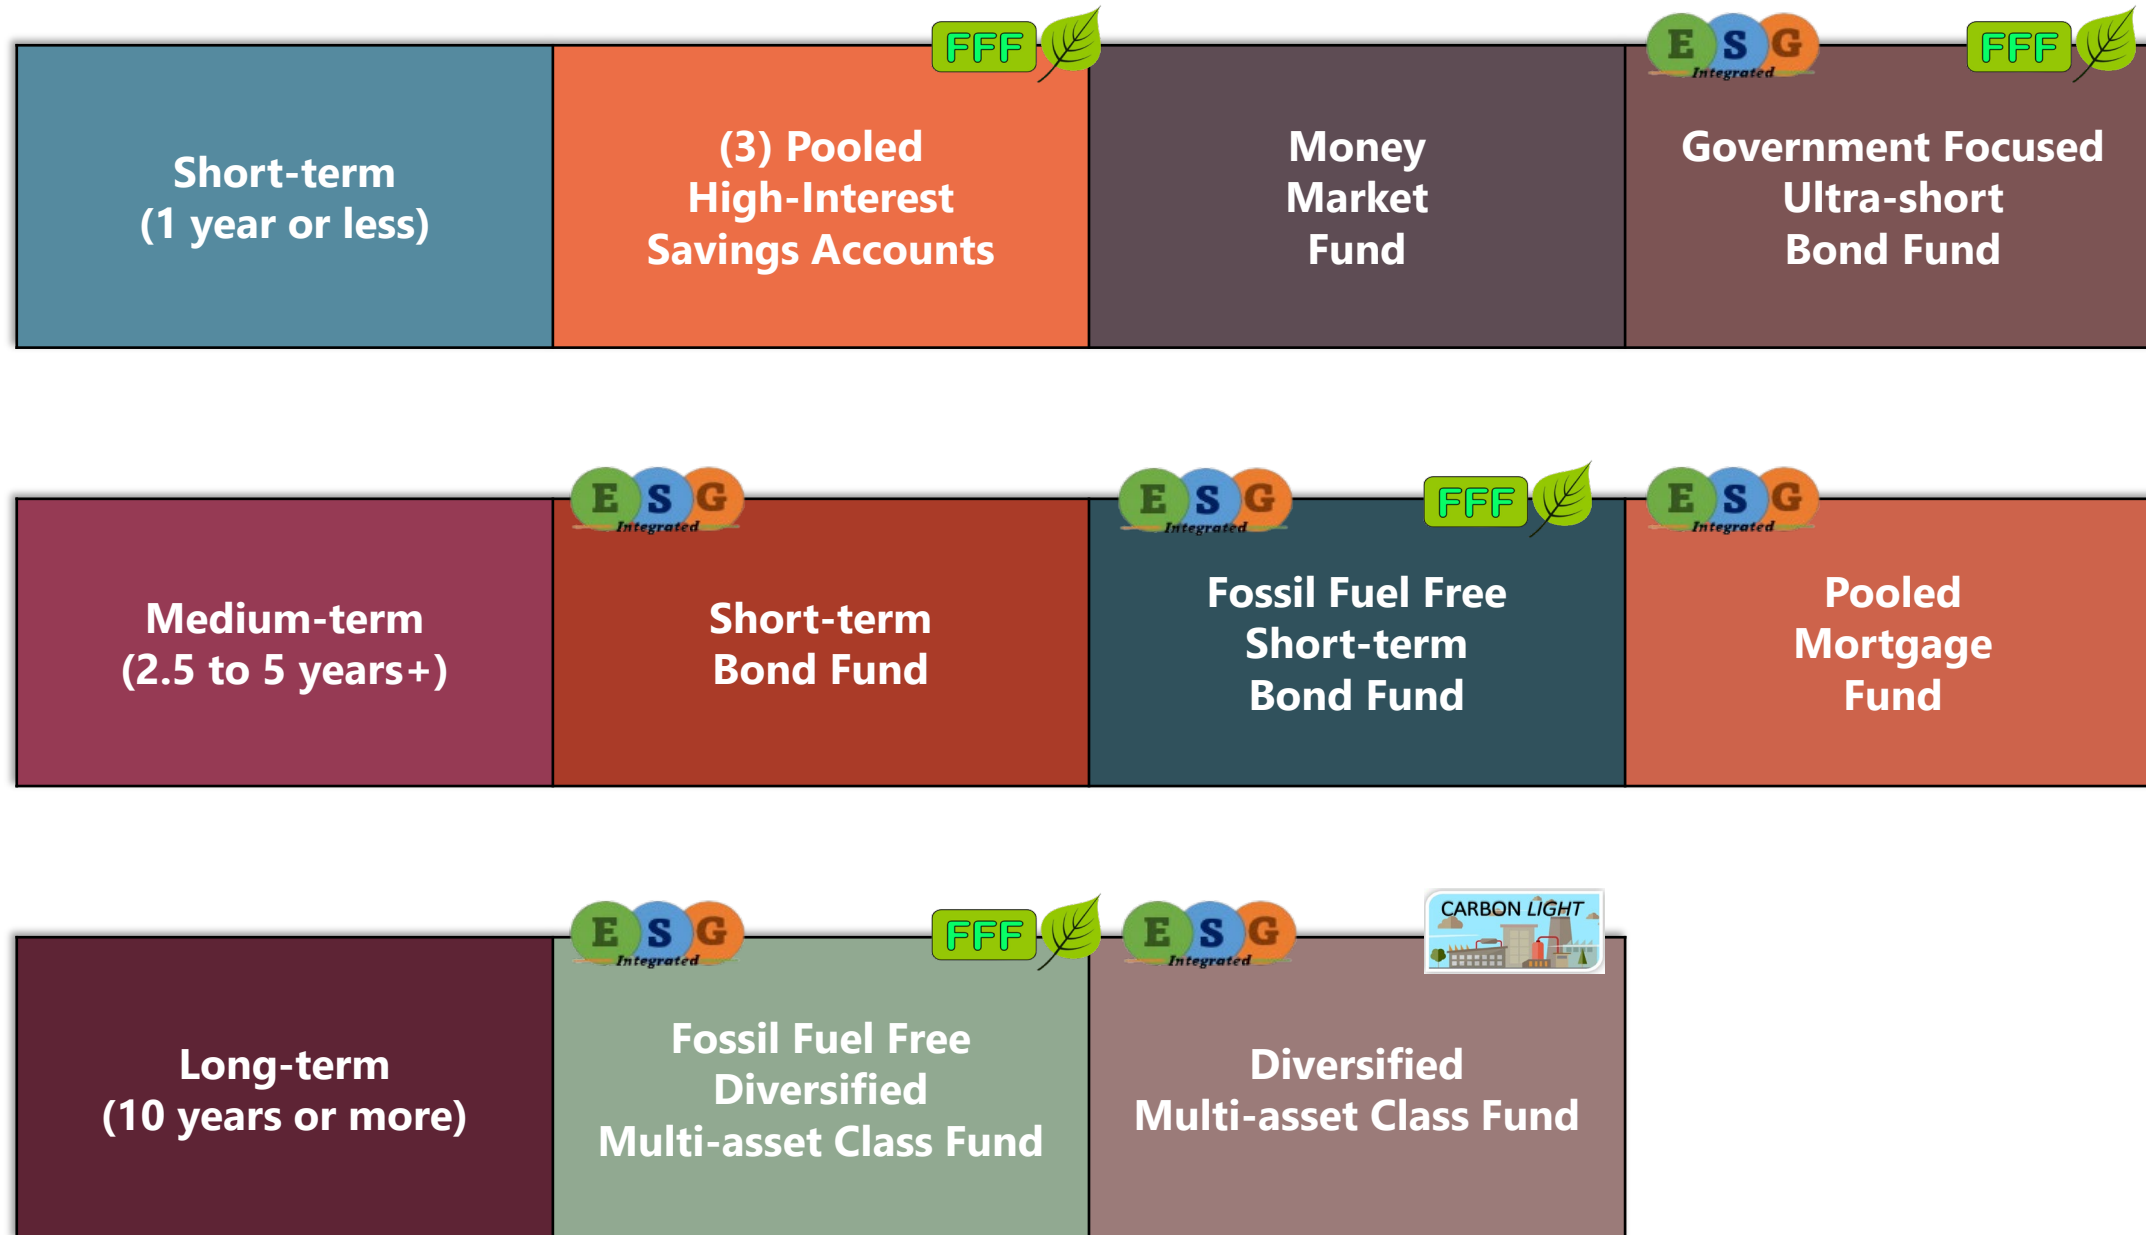 FFF
E S G
Integrated
FFF
Short-term
(1 year or less)
(3) Pooled
High-Interest
Savings Accounts
Money
Market
Fund
Government Focused
Ultra-short
Bond Fund
E S G
Integrated
E S G
Integrated
FFF
E S G
Integrated
Medium-term
(2.5 to 5 years+)
Short-term
Bond Fund
Fossil Fuel Free
Short-term
Bond Fund
Pooled
Mortgage
Fund
E S G
Integrated
FFF
E S G
Integrated
CARBON LIGHT
Long-term
(10 years or more)
Fossil Fuel Free
Diversified
Multi-asset Class Fund
Diversified
Multi-asset Class Fund